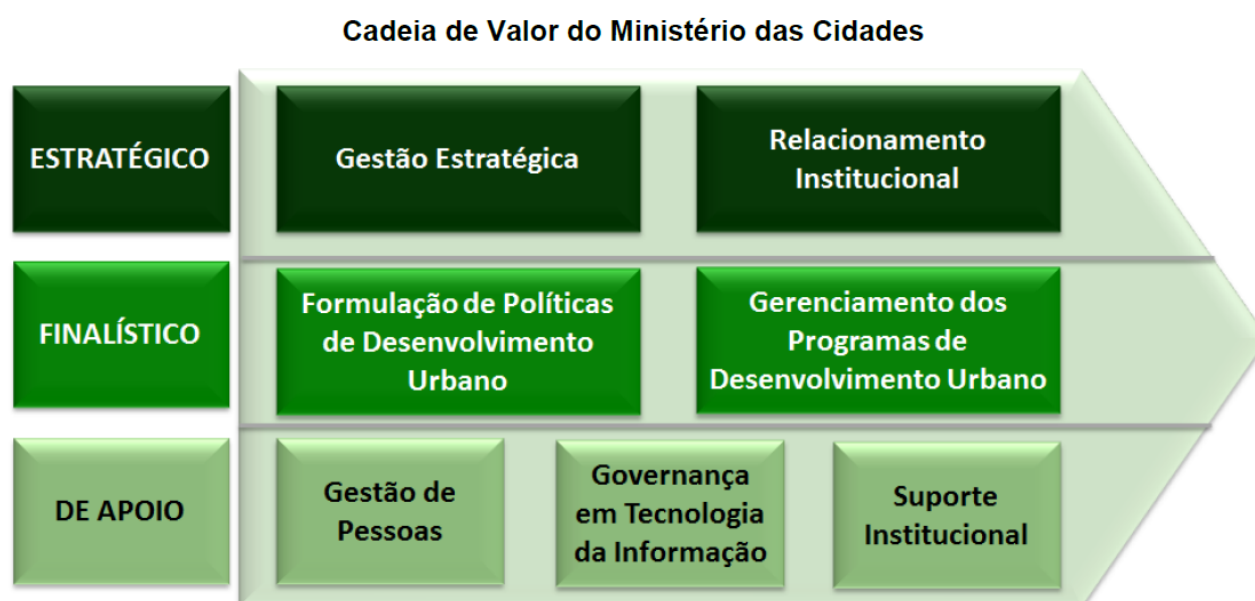 Cadeia de Valor do Ministério das Cidades
ESTRATÉGICO
Gestão Estratégica
Relacionamento
Institucional
FINALÍSTICO
Formulação de Políticas
de Desenvolvimento
Urbano
Gerenciamento dos
Programas de
Desenvolvimento Urbano
DE APOIO
Gestão de
Pessoas
Governança
em Tecnologia
da Informação
Suporte
Institucional